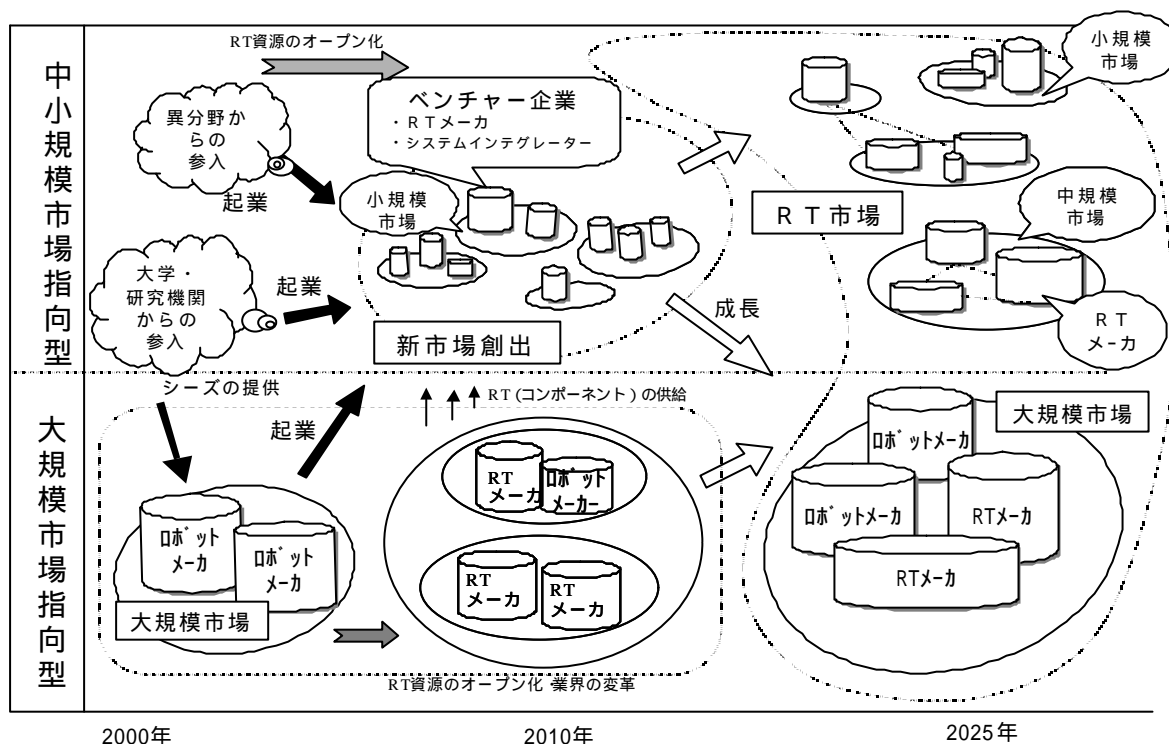 中小規模市場指向型
RT資源のオープン化
異分野か
らの
参入
起業
ベンチャー企業
・RTメーカ
・システムインテグレーター
小規模
市場
大学・
研究機関
からの
参入
起業
新市場創出
成長
RT市場
小規模
市場
中規模
市場
RT
メーカ
大規模市場指向型
シーズの提供
起業
ロボット
メーカ
ロボット
メーカ
大規模市場
RT(コンポーネント)の供給
RT
メーカ
ロボット
メーカー
RT
メーカ
RT
メーカ
RT資源のオープン化・業界の変革
大規模市場
ロボットメーカ
ロボットメーカ
RTメーカ
RTメーカ
2000年
2010年
2025年